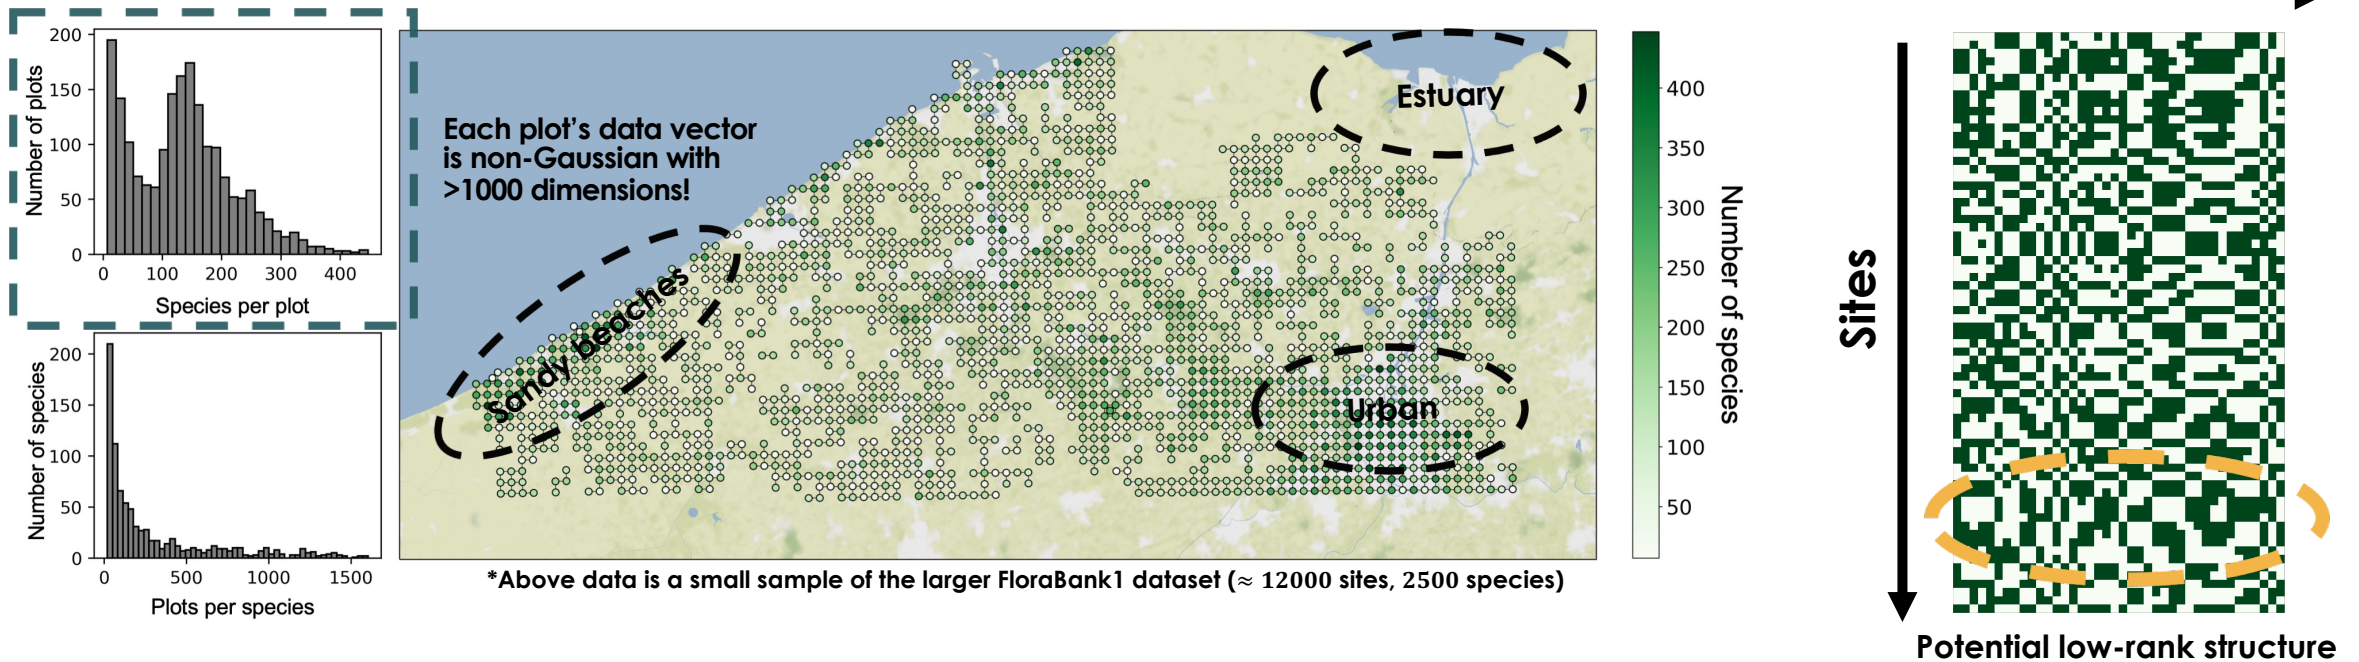 200
150
100
50
0
Number of plots
0 100 200 300 400
Species per plot
200
150
100
50
0
Number of species
0 500 1000 1500
Plots per species
Each plot’s data vector
is non-Gaussian with
>1000 dimensions!
Sandy beaches
Estuary
Urban
*Above data is a small sample of the larger FloraBank1 dataset (≈ 12000 sites, 2500 species)
400
350
300
250
200
150
100
50
Number of species
Sites
Potential low-rank structure